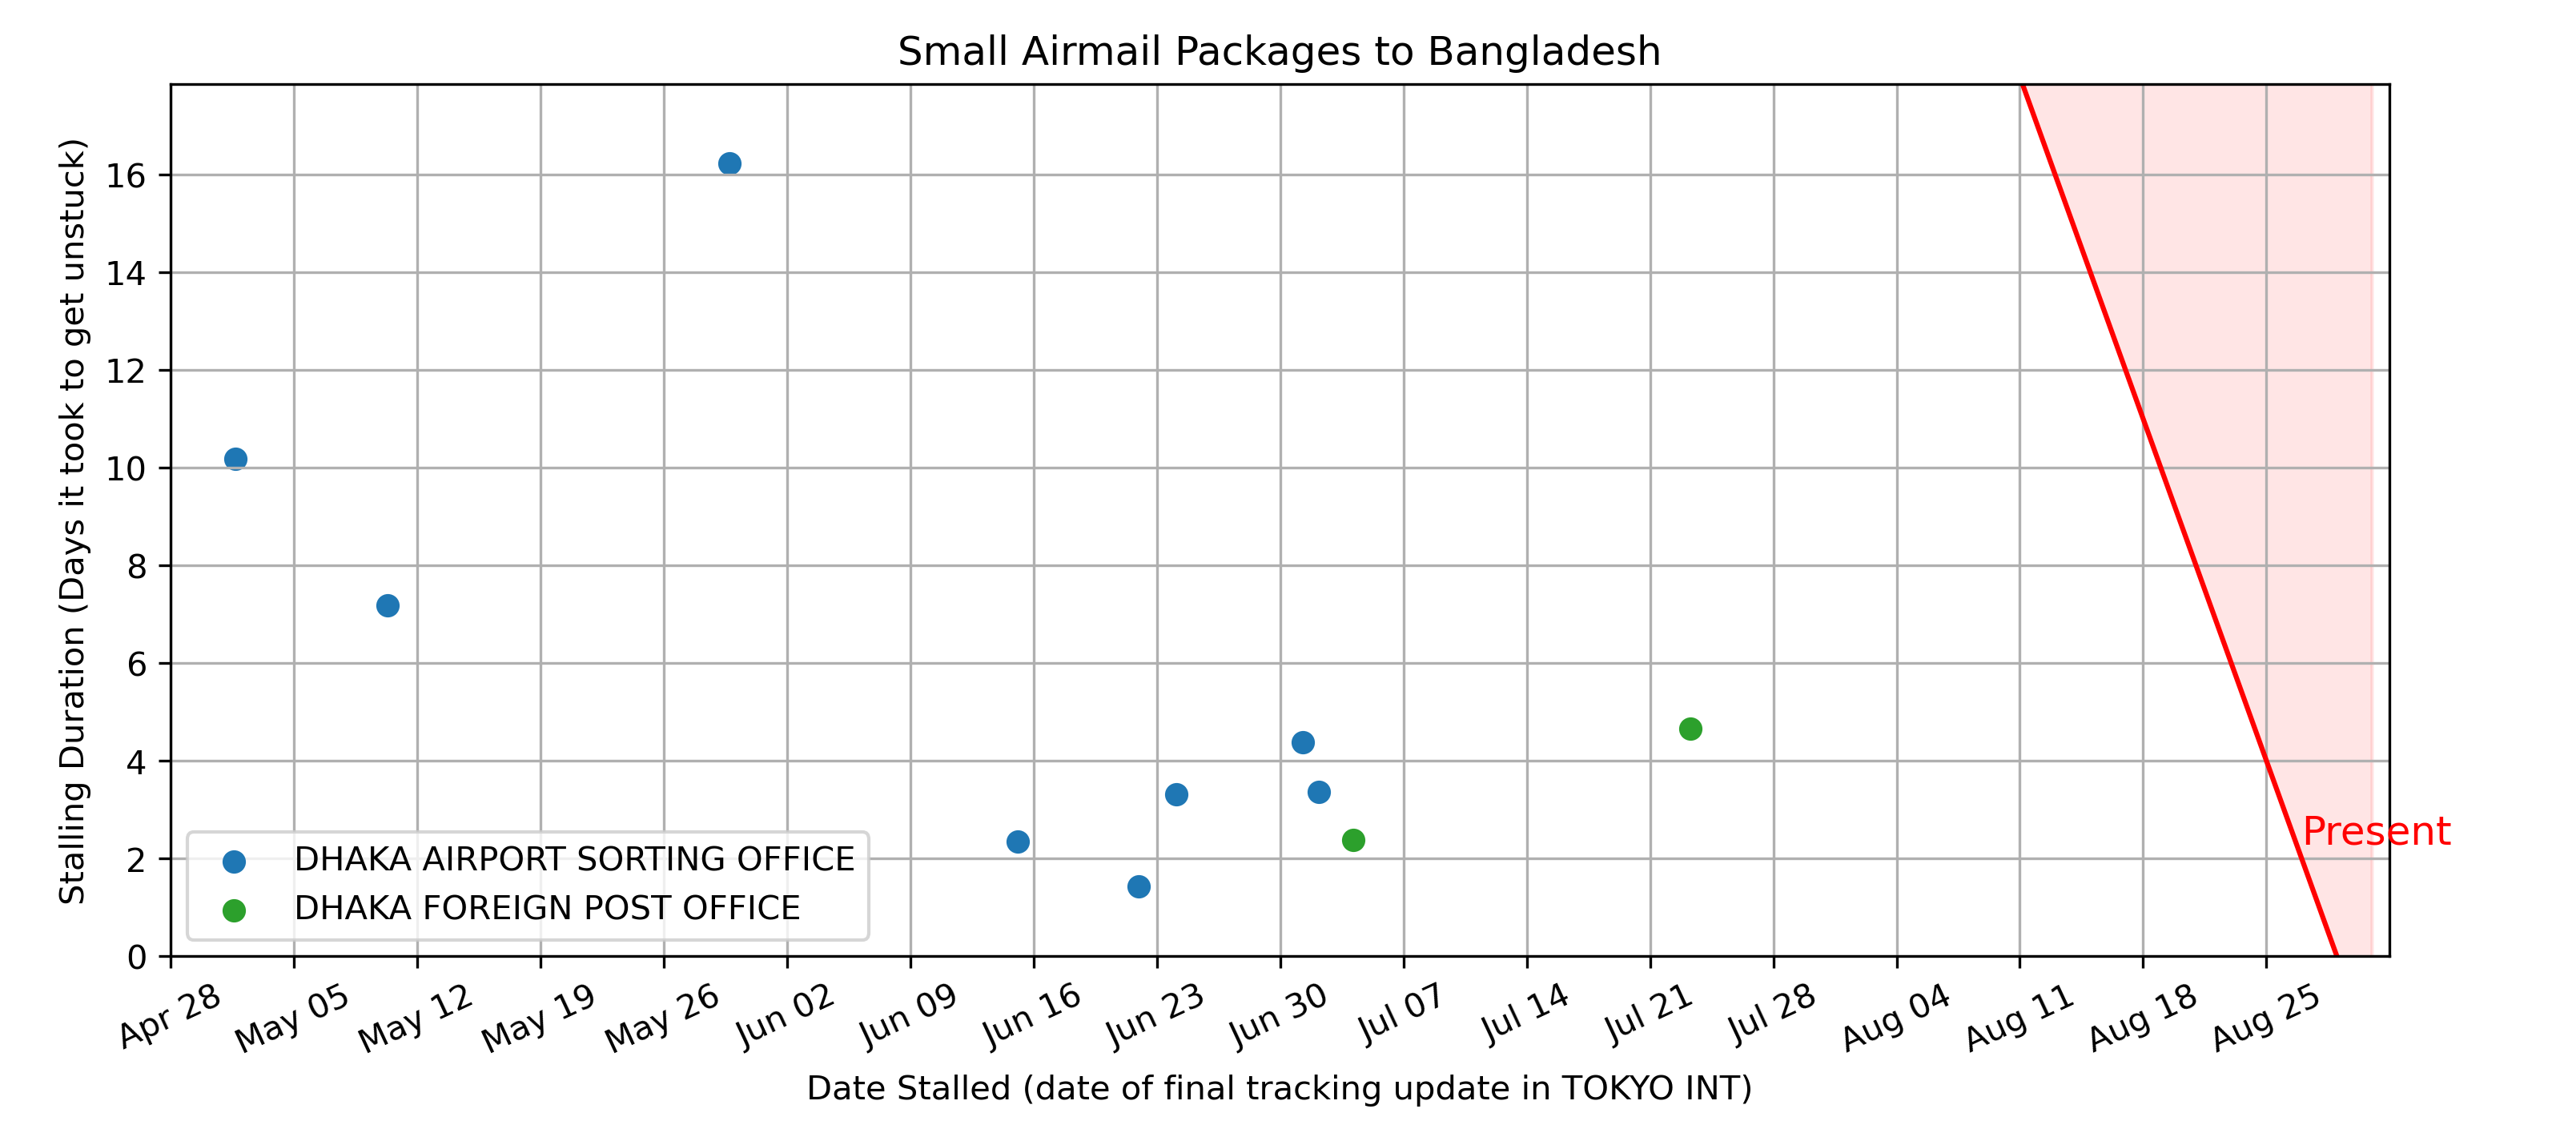 Small Airmail Packages to Bangladesh
Stalling Duration (Days it took to get unstuck)
16
14
12
10
8
6
4
2
0
Present
DHAKA AIRPORT SORTING OFFICE
DHAKA FOREIGN POST OFFICE
Apr 28 May 05 May 12 May 19 May 26 Jun 02 Jun 09 Jun 16 Jun 23 Jun 30 Jul 07 Jul 14 Jul 21 Jul 28 Aug 04 Aug 11 Aug 18 Aug 25
Date Stalled (date of final tracking update in TOKYO INT)